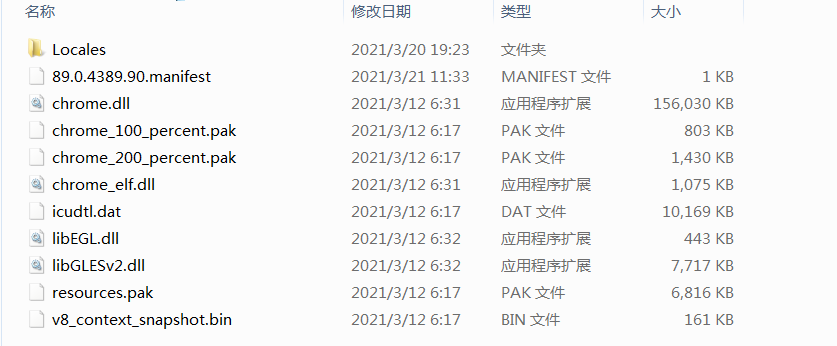 名称 修改日期 类型 大小
Locales 2021/3/20 19:23 文件夹
89.0.4389.90.manifest 2021/3/21 11:33 MANIFEST 文件 1 KB
chrome.dll 2021/3/12 6:31 应用程序扩展 156,030 KB
chrome_100_percent.pak 2021/3/12 6:17 PAK 文件 803 KB
chrome_200_percent.pak 2021/3/12 6:17 PAK 文件 1,430 KB
chrome_elf.dll 2021/3/12 6:31 应用程序扩展 1,075 KB
icudtl.dat 2021/3/12 6:17 DAT 文件 10,169 KB
libEGL.dll 2021/3/12 6:32 应用程序扩展 443 KB
libGLESv2.dll 2021/3/12 6:32 应用程序扩展 7,717 KB
resources.pak 2021/3/12 6:17 PAK 文件 6,816 KB
v8_context_snapshot.bin 2021/3/12 6:17 BIN 文件 161 KB